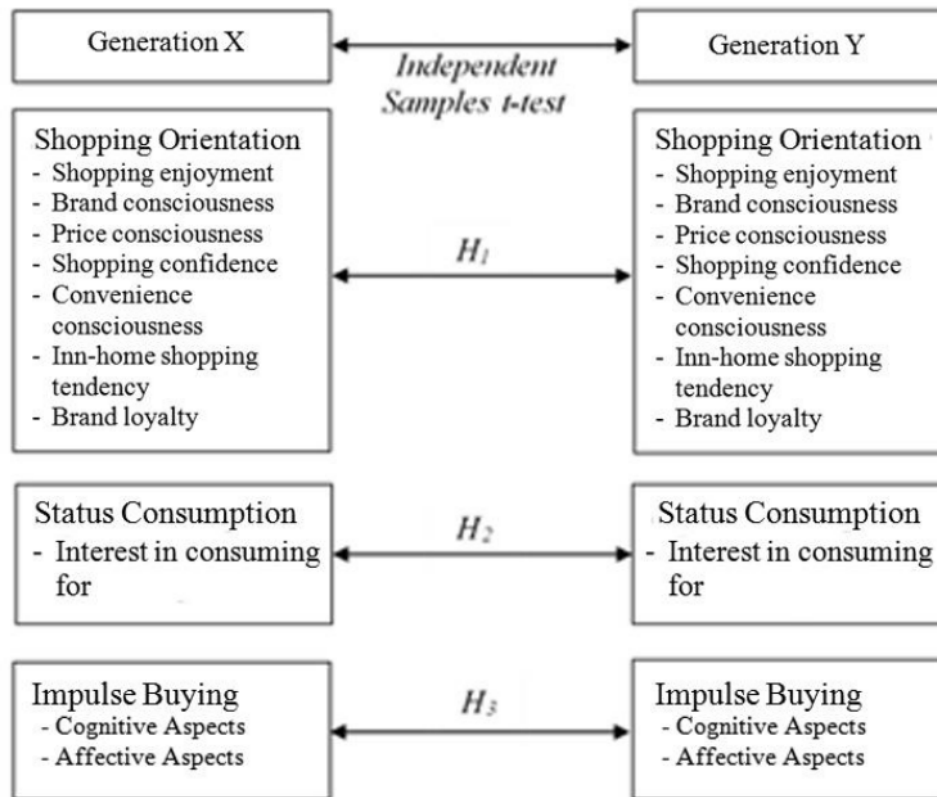 Generation X
Generation Y
Independent
Samples t-test
Shopping Orientation
- Shopping enjoyment
- Brand consciousness
- Price consciousness
- Shopping confidence
- Convenience
consciousness
- Inn-home shopping
tendency
- Brand loyalty
H1
Shopping Orientation
- Shopping enjoyment
- Brand consciousness
- Price consciousness
- Shopping confidence
- Convenience
consciousness
- Inn-home shopping
tendency
- Brand loyalty
Status Consumption
- Interest in consuming
for
H2
Status Consumption
- Interest in consuming
for
Impulse Buying
- Cognitive Aspects
- Affective Aspects
H3
Impulse Buying
- Cognitive Aspects
- Affective Aspects